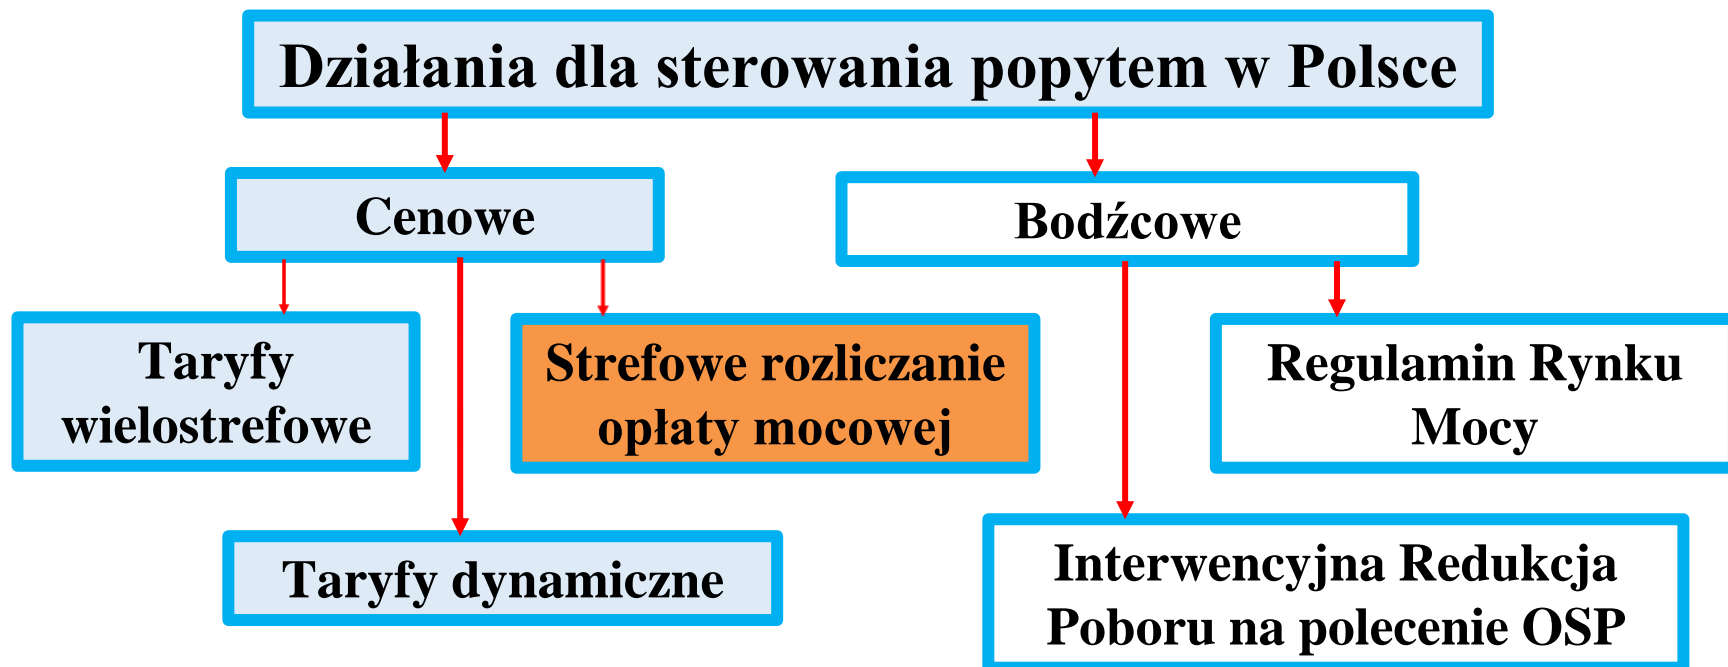 Działania dla sterowania popytem w Polsce
Cenowe
Bodźcowe
Taryfy
wielostrefowe
Strefowe rozliczanie
opłaty mocowej
Regulamin Rynku
Mocy
Taryfy dynamiczne
Interwencyjna Redukcja
Poboru na polecenie OSP